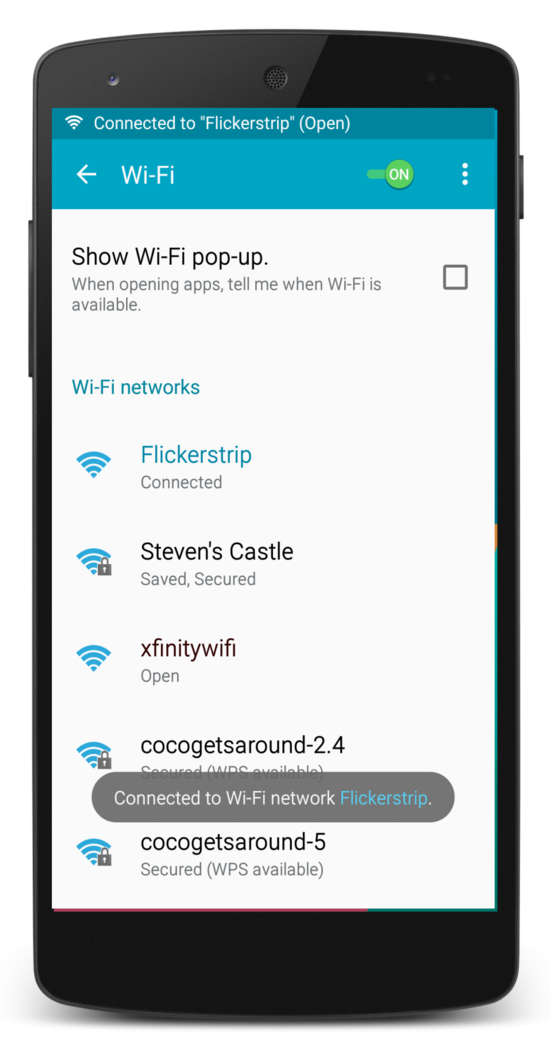 Connected to "Flickerstrip" (Open)
Wi-Fi
ON
Show Wi-Fi pop-up.
When opening apps, tell me when Wi-Fi is
available.
Wi-Fi networks
Flickerstrip
Connected
Steven's Castle
Saved, Secured
xfinitywifi
Open
cocogetsaround-2.4
Secured (WPS available)
Connected to Wi-Fi network Flickerstrip.
cocogetsaround-5
Secured (WPS available)